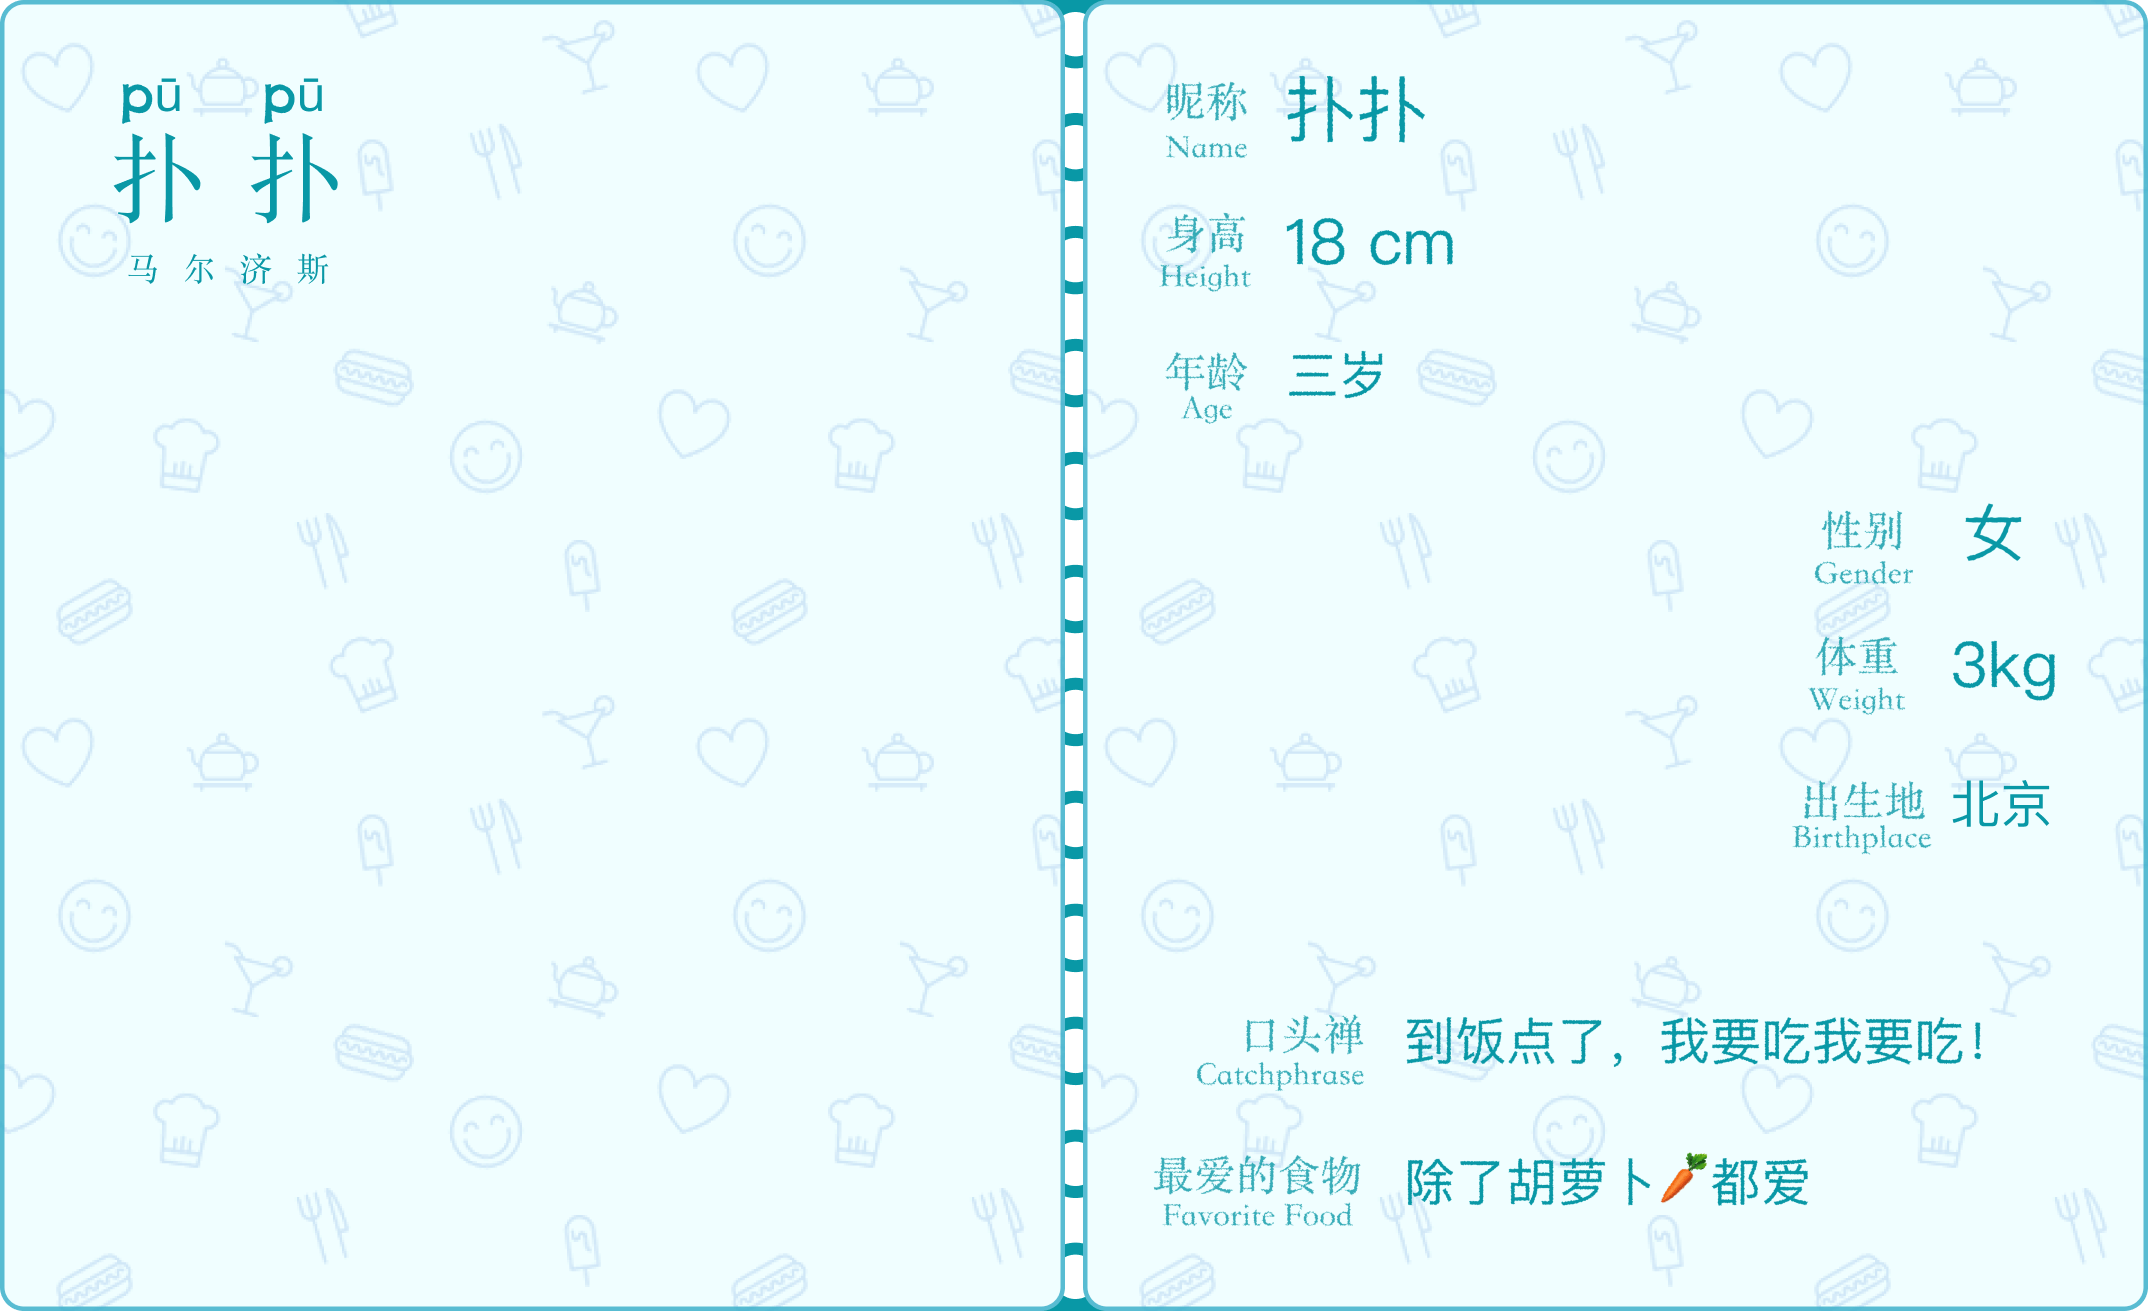 pū pū
扑 扑
马尔济斯
昵称 扑扑
Name
身高 18 cm
Height
年龄 三岁
Age
性别 女
Gender
体重 3kg
Weight
出生地 北京
Birthplace
口头禅 到饭点了，我要吃我要吃！
Catchphrase
最爱的食物 除了胡萝卜🥕都爱
Favorite Food